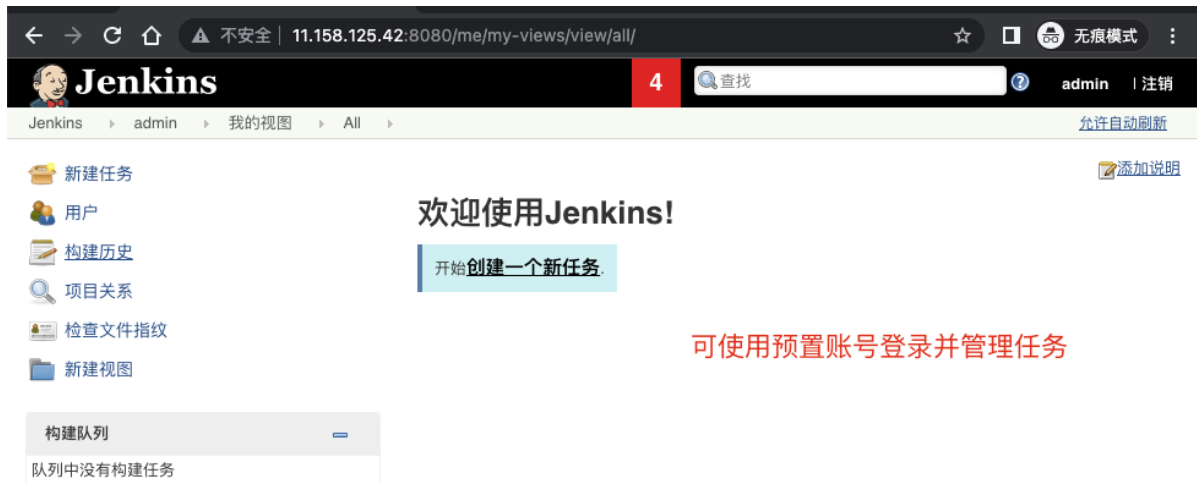 不安全 | 11.158.125.42:8080/me/my-views/view/all/ 无痕模式
Jenkins 4 查找 admin | 注销
Jenkins admin 我的视图 All 允许自动刷新
添加说明
新建任务
用户
构建历史
项目关系
检查文件指纹
新建视图
欢迎使用Jenkins!
开始创建一个新任务.
可使用预置账号登录并管理任务
构建队列
队列中没有构建任务